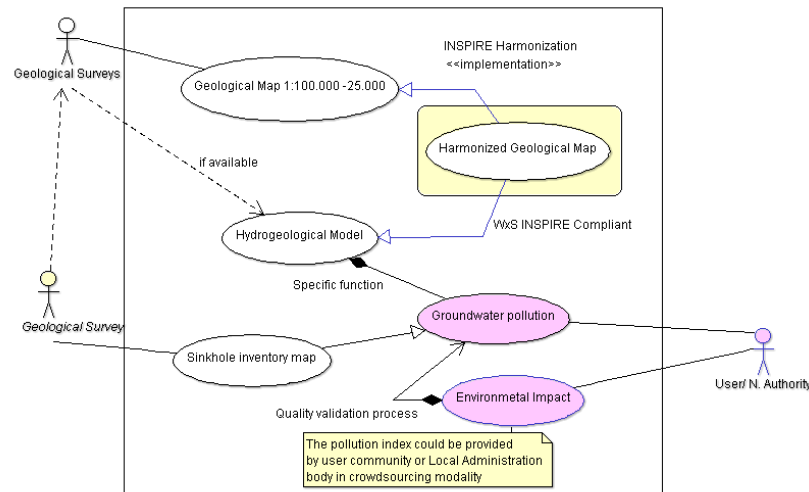 INSPIRE Harmonization
«implementation»
Geological Surveys
Geological Map 1:100.000 -25.000
Harmonized Geological Map
if available
WxS INSPIRE Compliant
Hydrogeological Model
Specific function
Geological Survey
Groundwater pollution
Sinkhole inventory map
User/ N. Authority
Environmetal Impact
Quality validation process
The pollution index could be provided
by user community or Local Administration
body in crowdsourcing modality